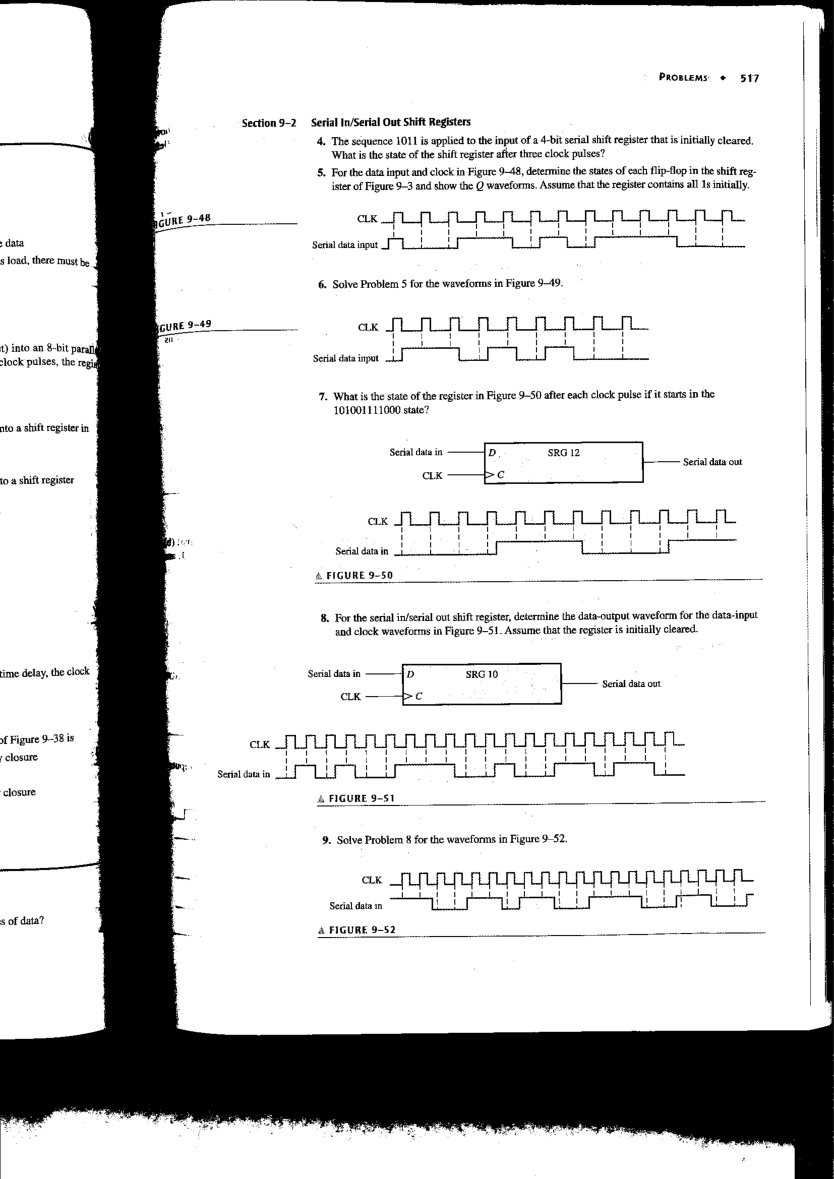 PROBLEMS ◆ 517
Section 9–2 Serial In/Serial Out Shift Registers
4. The sequence 1011 is applied to the input of a 4-bit serial shift register that is initially cleared.
What is the state of the shift register after three clock pulses?
5. For the data input and clock in Figure 9–48, determine the states of each flip-flop in the shift reg-
ister of Figure 9–3 and show the Q waveforms. Assume that the register contains all 1s initially.
GURE 9–48
CLK
Serial data input
e data
s load, there must be
6. Solve Problem 5 for the waveforms in Figure 9–49.
GURE 9–49
CLK
Serial data input
t) into an 8-bit
clock pulses, the
7. What is the state of the register in Figure 9–50 after each clock pulse if it starts in the
101001111000 state?
nto a shift register in
Serial data in
D
SRG 12
Serial data out
CLK
> C
to a shift register
CLK
Serial data in
▲ FIGURE 9–50
8. For the serial in/serial out shift register, determine the data-output waveform for the data-input
and clock waveforms in Figure 9–51. Assume that the register is initially cleared.
time delay, the clock
Serial data in
D
SRG 10
Serial data out
CLK
> C
of Figure 9–38 is
y closure
CLK
Serial data in
closure
▲ FIGURE 9–51
9. Solve Problem 8 for the waveforms in Figure 9–52.
CLK
Serial data in
s of data?
▲ FIGURE 9–52